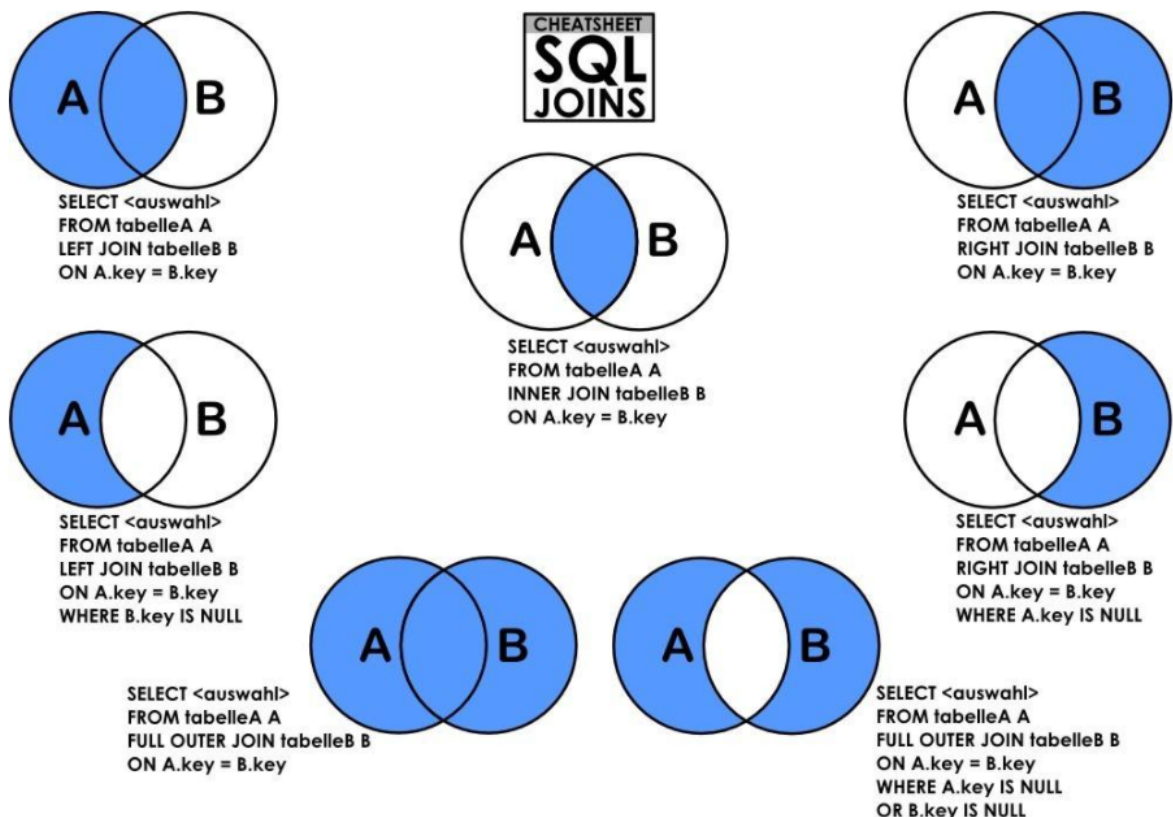 CHEATSHEET
SQL
JOINS
A B
SELECT <auswahl>
FROM tabelleA A
LEFT JOIN tabelleB B
ON A.key = B.key
A B
SELECT <auswahl>
FROM tabelleA A
INNER JOIN tabelleB B
ON A.key = B.key
A B
SELECT <auswahl>
FROM tabelleA A
RIGHT JOIN tabelleB B
ON A.key = B.key
A B
SELECT <auswahl>
FROM tabelleA A
LEFT JOIN tabelleB B
ON A.key = B.key
WHERE B.key IS NULL
A B
SELECT <auswahl>
FROM tabelleA A
RIGHT JOIN tabelleB B
ON A.key = B.key
WHERE A.key IS NULL
A B
SELECT <auswahl>
FROM tabelleA A
FULL OUTER JOIN tabelleB B
ON A.key = B.key
A B
SELECT <auswahl>
FROM tabelleA A
FULL OUTER JOIN tabelleB B
ON A.key = B.key
WHERE A.key IS NULL
OR B.key IS NULL